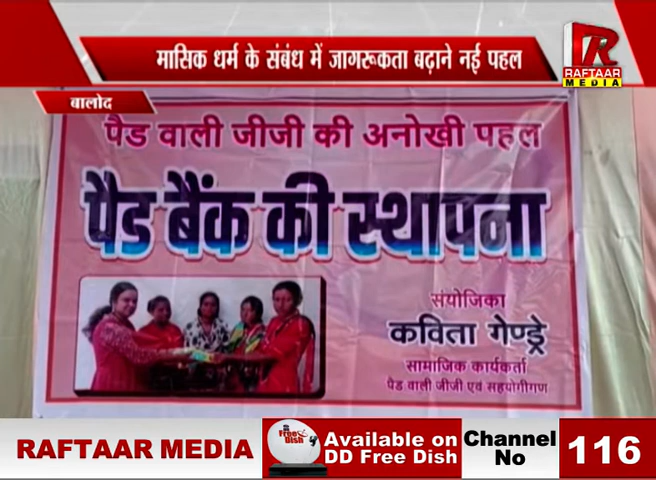 मासिक धर्म के संबंध में जागरूकता बढ़ाने नई पहल
RAFTAAR
MEDIA
बालोद
पैड वाली जीजी की अनोखी पहल
पैड बैंक की स्थापना
संयोजिका
कविता गेण्ड्रे
सामाजिक कार्यकर्ता
पैड वाली जीजी एवं सहयोगीगण
RAFTAAR MEDIA
Free
Dish
Available on
DD Free Dish
Channel
No
116